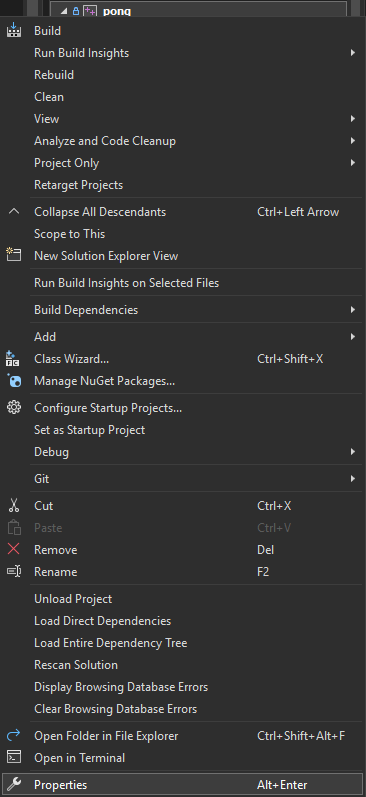 pong
Build
Run Build Insights
Rebuild
Clean
View
Analyze and Code Cleanup
Project Only
Retarget Projects
Collapse All Descendants Ctrl+Left Arrow
Scope to This
New Solution Explorer View
Run Build Insights on Selected Files
Build Dependencies
Add
Class Wizard... Ctrl+Shift+X
Manage NuGet Packages...
Configure Startup Projects...
Set as Startup Project
Debug
Git
Cut Ctrl+X
Paste Ctrl+V
Remove Del
Rename F2
Unload Project
Load Direct Dependencies
Load Entire Dependency Tree
Rescan Solution
Display Browsing Database Errors
Clear Browsing Database Errors
Open Folder in File Explorer Ctrl+Shift+Alt+F
Open in Terminal
Properties Alt+Enter